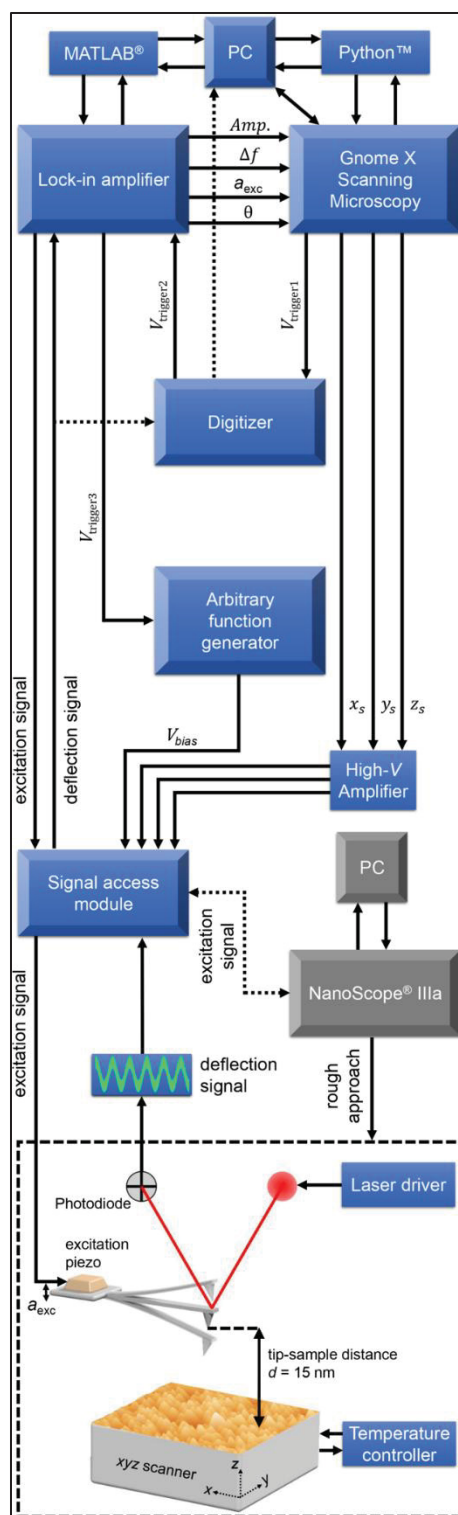 MATLAB®
PC
Python™
Lock-in amplifier
Amp.
Δf
a_exc
θ
Gnome X
Scanning
Microscopy
V_trigger2
V_trigger1
Digitizer
V_trigger3
Arbitrary
function
generator
excitation signal
deflection signal
V_bias
x_s
y_s
z_s
High-V
Amplifier
Signal access
module
PC
excitation
signal
NanoScope® IIIa
excitation signal
deflection
signal
rough
approach
Photodiode
Laser driver
excitation
piezo
a_exc
tip-sample distance
d = 15 nm
xyz scanner
z
y
x
Temperature
controller